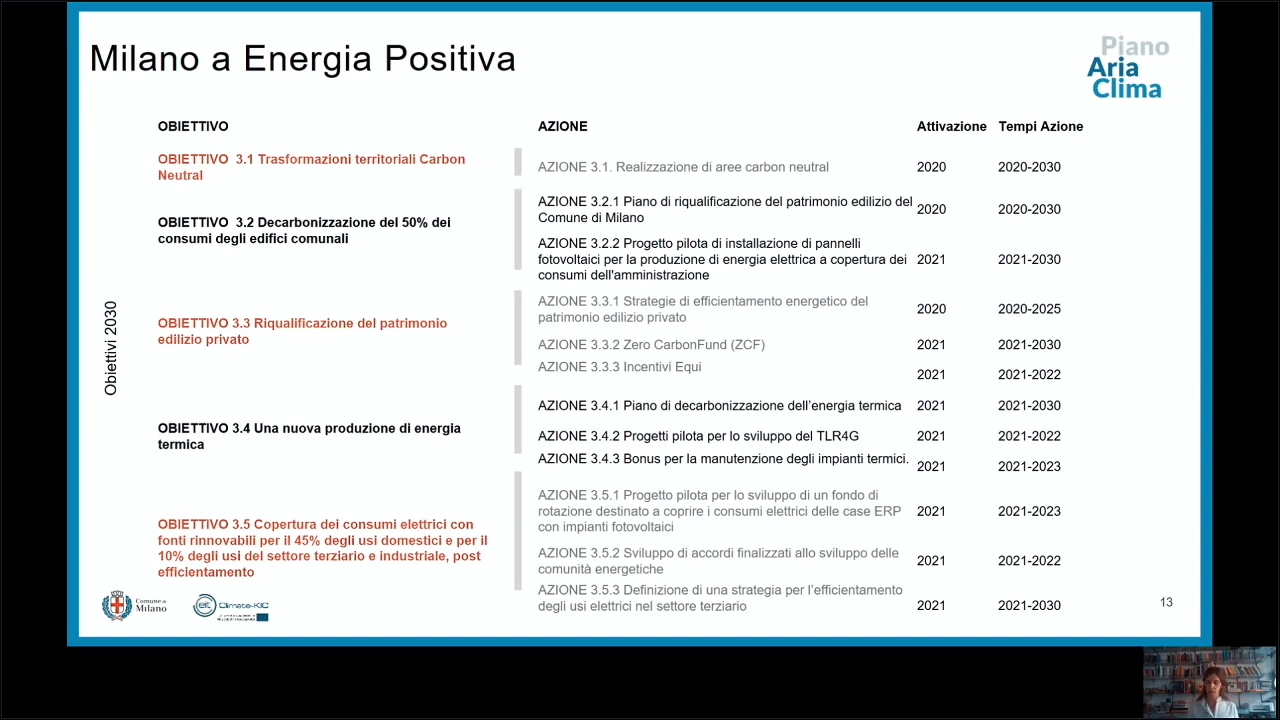 Milano a Energia Positiva
Piano
Aria
Clima
OBIETTIVO
AZIONE
Attivazione
Tempi Azione
Obiettivi 2030
OBIETTIVO 3.1 Trasformazioni territoriali Carbon
Neutral
AZIONE 3.1. Realizzazione di aree carbon neutral
2020
2020-2030
OBIETTIVO 3.2 Decarbonizzazione del 50% dei
consumi degli edifici comunali
AZIONE 3.2.1 Piano di riqualificazione del patrimonio edilizio del
Comune di Milano
2020
2020-2030
AZIONE 3.2.2 Progetto pilota di installazione di pannelli
fotovoltaici per la produzione di energia elettrica a copertura dei
consumi dell'amministrazione
2021
2021-2030
OBIETTIVO 3.3 Riqualificazione del patrimonio
edilizio privato
AZIONE 3.3.1 Strategie di efficientamento energetico del
patrimonio edilizio privato
2020
2020-2025
AZIONE 3.3.2 Zero CarbonFund (ZCF)
2021
2021-2030
AZIONE 3.3.3 Incentivi Equi
2021
2021-2022
OBIETTIVO 3.4 Una nuova produzione di energia
termica
AZIONE 3.4.1 Piano di decarbonizzazione dell’energia termica
2021
2021-2030
AZIONE 3.4.2 Progetti pilota per lo sviluppo del TLR4G
2021
2021-2022
AZIONE 3.4.3 Bonus per la manutenzione degli impianti termici.
2021
2021-2023
OBIETTIVO 3.5 Copertura dei consumi elettrici con
fonti rinnovabili per il 45% degli usi domestici e per il
10% degli usi del settore terziario e industriale, post
efficientamento
AZIONE 3.5.1 Progetto pilota per lo sviluppo di un fondo di
rotazione destinato a coprire i consumi elettrici delle case ERP
con impianti fotovoltaici
2021
2021-2023
AZIONE 3.5.2 Sviluppo di accordi finalizzati allo sviluppo delle
comunità energetiche
2021
2021-2022
AZIONE 3.5.3 Definizione di una strategia per l’efficientamento
degli usi elettrici nel settore terziario
2021
2021-2030
Comune di
Milano
eit Climate-KIC
13